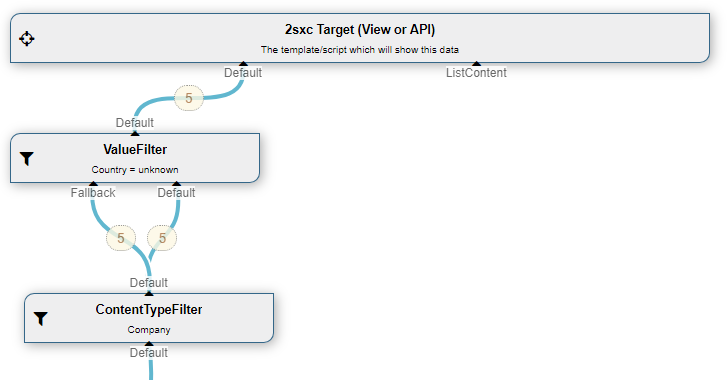 2sxc Target (View or API)
The template/script which will show this data
Default
ListContent
5
Default
ValueFilter
Country = unknown
Fallback
Default
5
5
Default
ContentTypeFilter
Company
Default